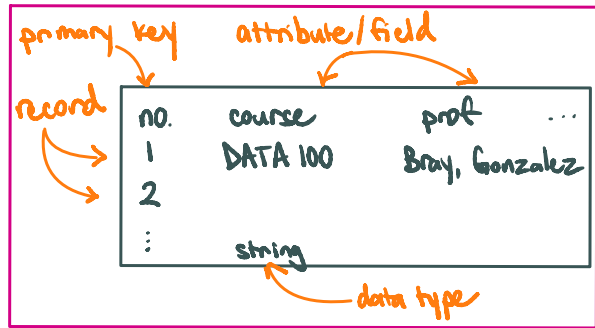 primary key attribute/field
record
no. course prof ...
1 DATA 100 Bray, Gonzalez
2
⋮ string
data type